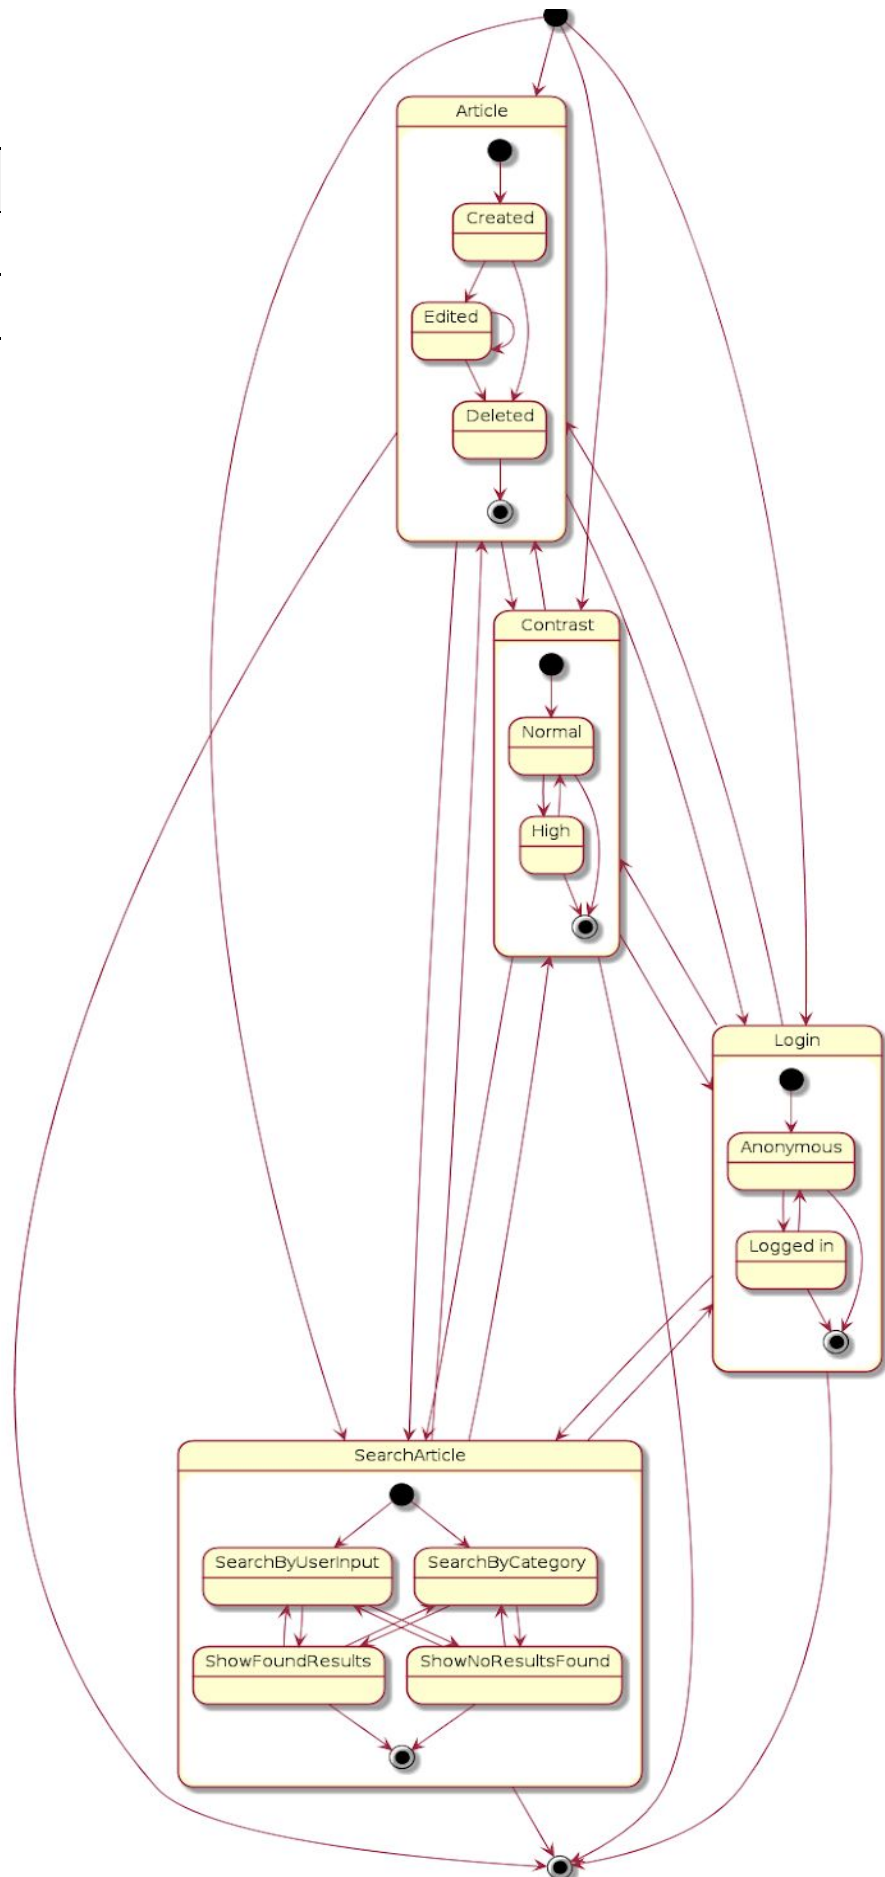 Article
Created
Edited
Deleted
Contrast
Normal
High
Login
Anonymous
Logged in
SearchArticle
SearchByUserInput
SearchByCategory
ShowFoundResults
ShowNoResultsFound